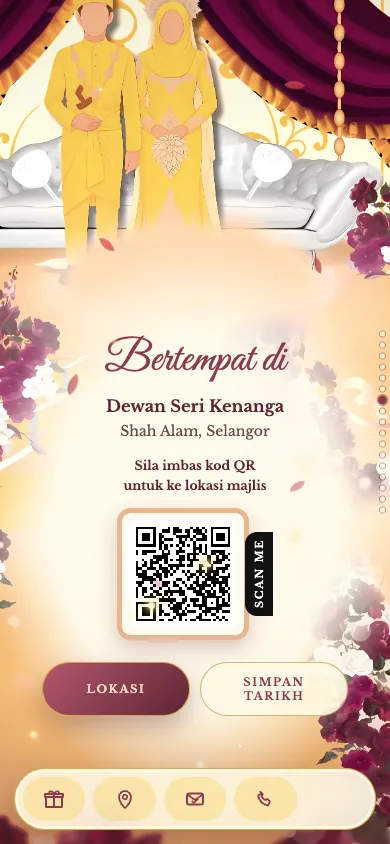 Bertempat di
Dewan Seri Kenanga
Shah Alam, Selangor
Sila imbas kod QR
untuk ke lokasi majlis
SCAN ME
LOKASI
SIMPAN
TARIKH